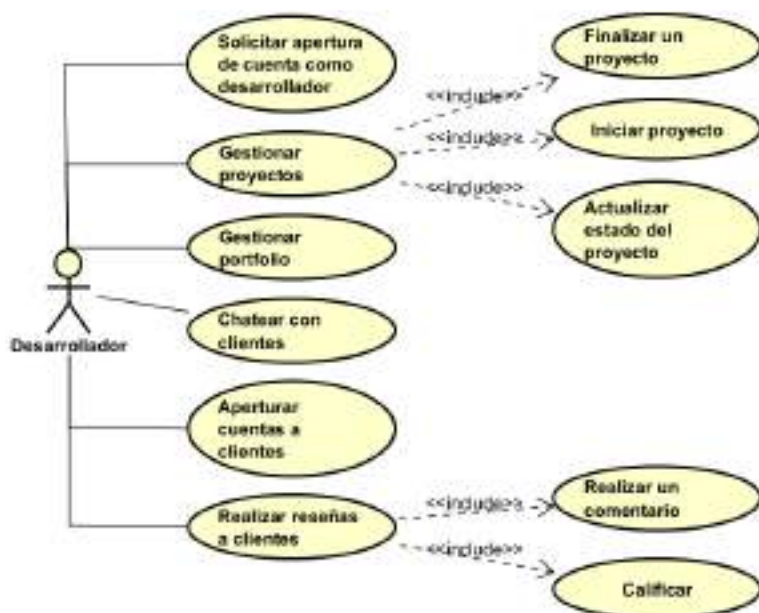 Solicitar apertura
de cuenta como
desarrollador
Finalizar un
proyecto
<<include>>
<<include>>
Iniciar proyecto
Gestionar
proyectos
<<include>>
Actualizar
estado del
proyecto
Gestionar
portfolio
Chatear con
clientes
Desarrollador
Aperturar
cuentas a
clientes
Realizar reseñas
a clientes
<<include>>
Realizar un
comentario
<<include>>
Calificar